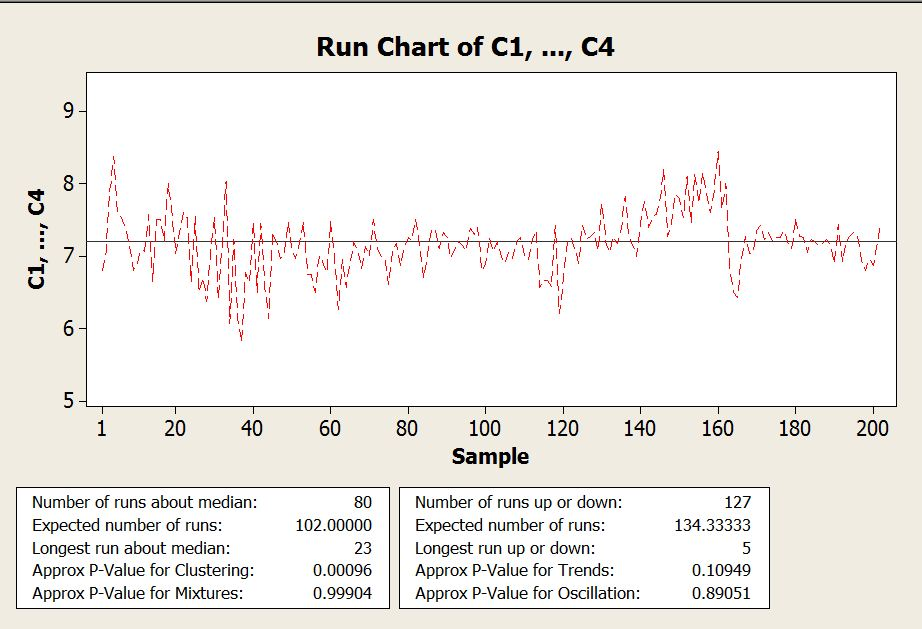 Run Chart of C1, ..., C4
C1, ..., C4
9
8
7
6
5
1 20 40 60 80 100 120 140 160 180 200
Sample
Number of runs about median: 80
Expected number of runs: 102.00000
Longest run about median: 23
Approx P-Value for Clustering: 0.00096
Approx P-Value for Mixtures: 0.99904
Number of runs up or down: 127
Expected number of runs: 134.33333
Longest run up or down: 5
Approx P-Value for Trends: 0.10949
Approx P-Value for Oscillation: 0.89051